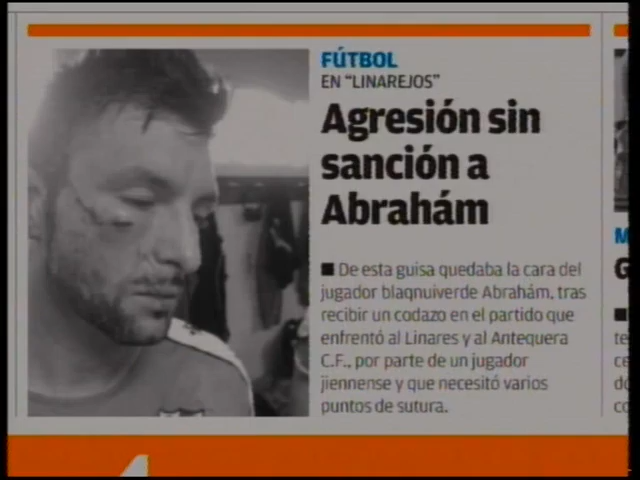 FÚTBOL
EN "LINAREJOS"
Agresión sin
sanción a
Abrahám
■ De esta guisa quedaba la cara del
jugador blaqnuiverde Abrahám, tras
recibir un codazo en el partido que
enfrentó al Linares y al Antequera
C.F., por parte de un jugador
jiennense y que necesitó varios
puntos de sutura.